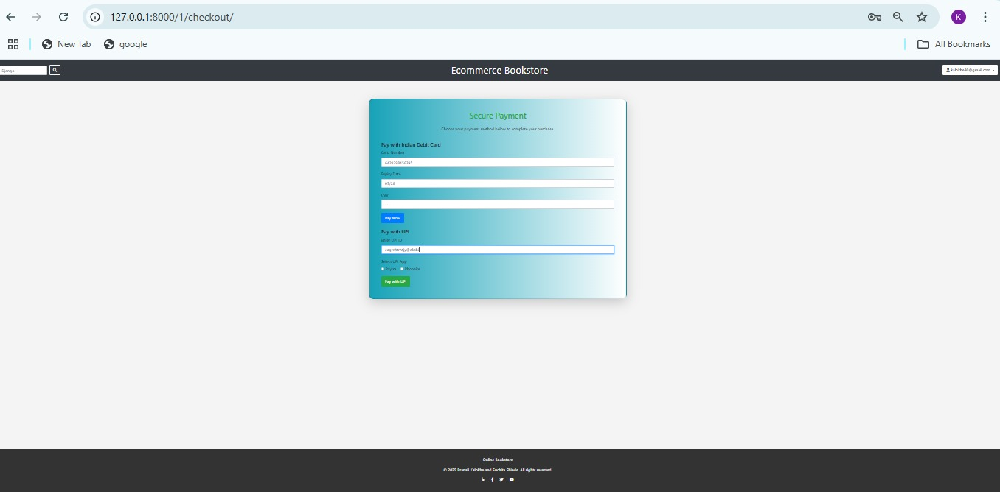 127.0.0.1:8000/1/checkout/
K
New Tab
google
All Bookmarks
Django
Ecommerce Bookstore
kalokhe30@gmail.com
Secure Payment
Choose your payment method below to complete your purchase.
Pay with Indian Debit Card
Card Number
6428298456395
Expiry Date
05/28
CVV
Pay Now
Pay with UPI
Enter UPI ID
Select UPI App
Paytm PhonePe
Pay with UPI
Online Bookstore
© 2025 Pranali Kalokhe and Suchita Shinde. All rights reserved.